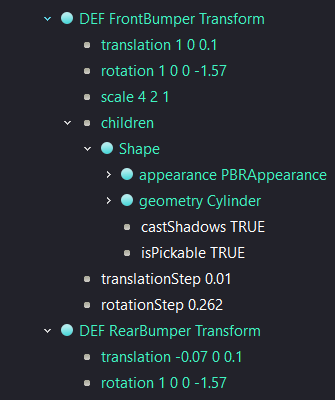 DEF FrontBumper Transform
translation 1 0 0.1
rotation 1 0 0 -1.57
scale 4 2 1
children
Shape
appearance PBRAppearance
geometry Cylinder
castShadows TRUE
isPickable TRUE
translationStep 0.01
rotationStep 0.262
DEF RearBumper Transform
translation -0.07 0 0.1
rotation 1 0 0 -1.57